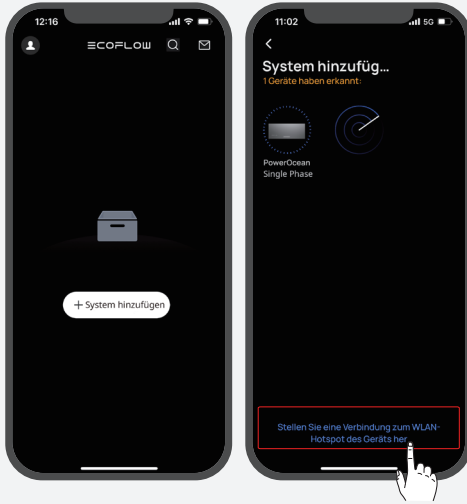 12:16
ECOFLOW
+ System hinzufügen
11:02
5G
System hinzufüg...
1 Geräte haben erkannt:
PowerOcean
Single Phase
Stellen Sie eine Verbindung zum WLAN-
Hotspot des Geräts her